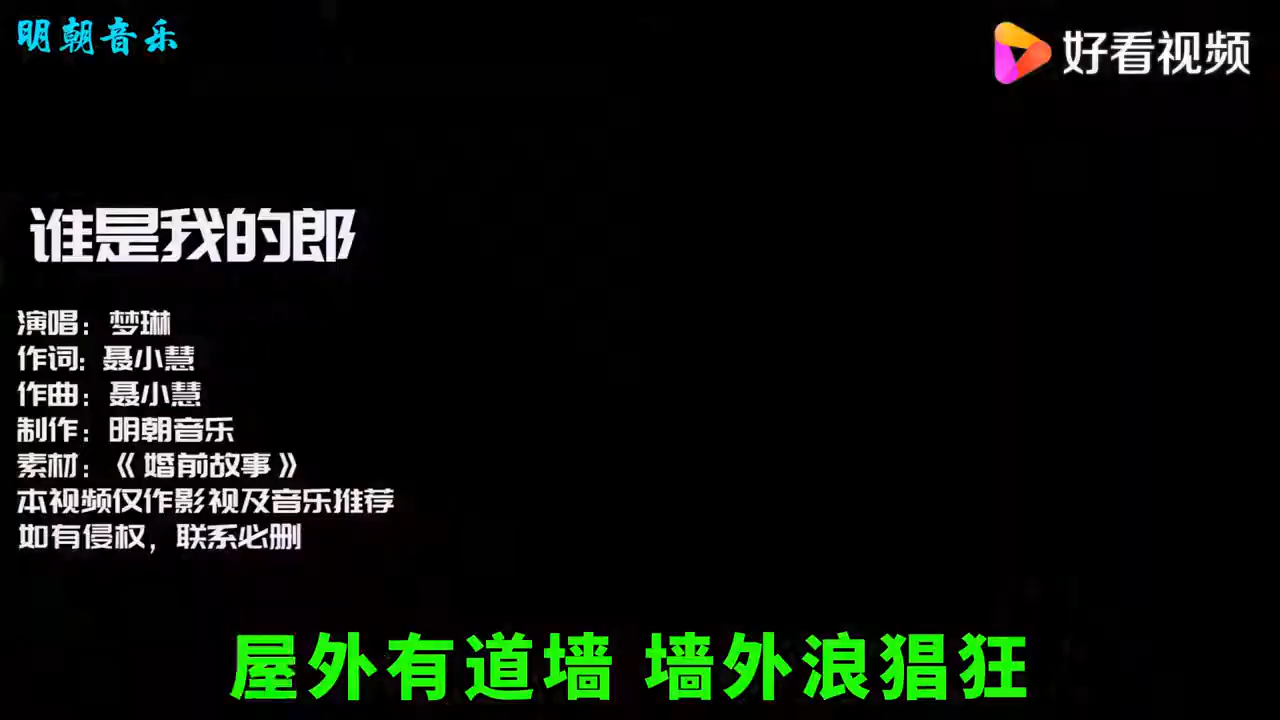 明朝音乐
好看视频
谁是我的郎
演唱：梦琳
作词：聂小慧
作曲：聂小慧
制作：明朝音乐
素材：《婚前故事》
本视频仅作影视及音乐推荐
如有侵权，联系必删
屋外有道墙 墙外浪猖狂